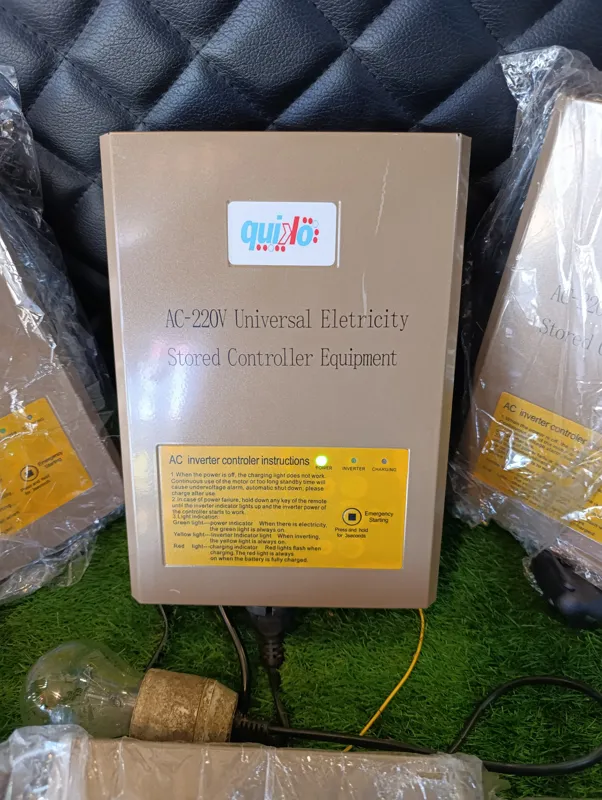 quikö
AC-220V Universal Eletricity
Stored Controller Equipment
AC inverter controler instructions
POWER
INVERTER
CHARGING
1.When the power is off, the charging light does not work.
Continuous use of the motor or too long standby time will
cause undervoltage alarm, automatic shut down, please
charge after use.
2.In case of power failure, hold down any key of the remote
until the inverter indicator lights up and the inverter power of
the controller starts to work.
3.Light indication:
Green light---power indicator When there is electricity,
the green light is always on.
Yellow light---Inverter Indicator light When inverting,
the yellow light is always on.
Red light---charging indicator Red lights flash when
charging. The red light is always
on when the battery is fully charged.
Emergency
Starting
Press and hold
for 3seconds
AC inverter controler
Emergency
Starting
AC-22
Stored C